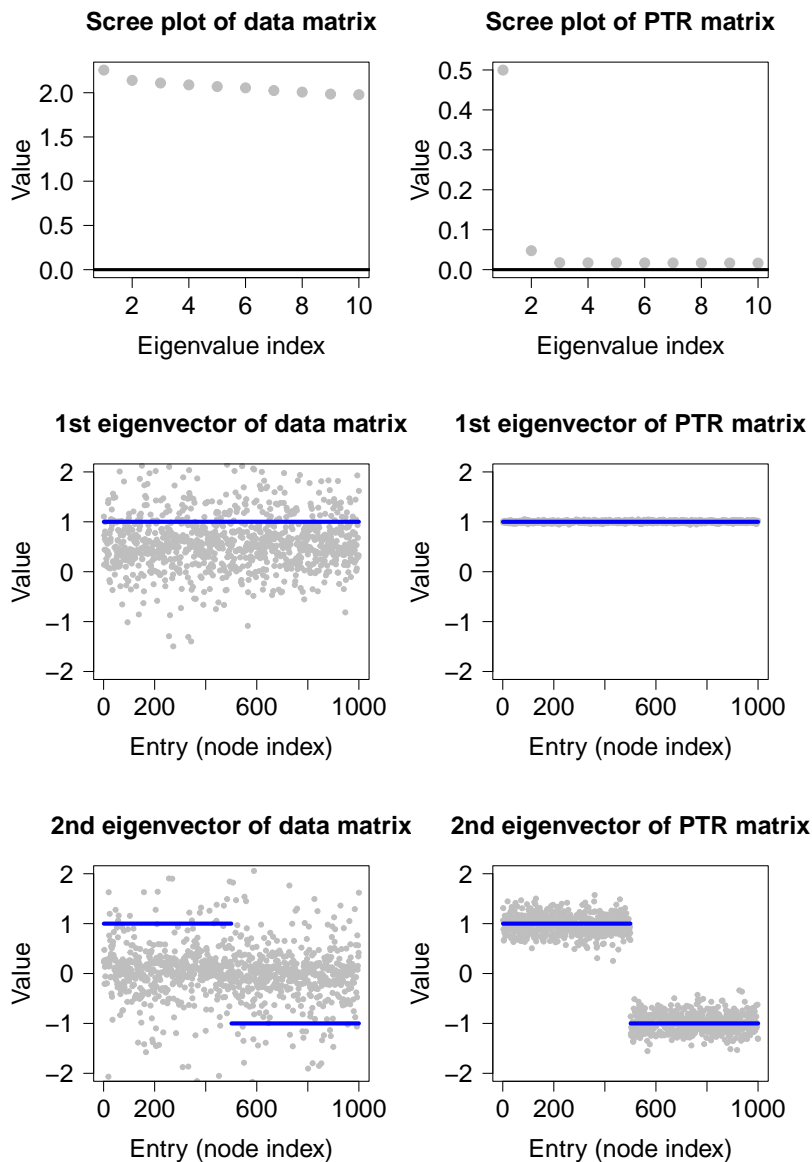 Scree plot of data matrix
Value
2.0
1.5
1.0
0.5
0.0
2 4 6 8 10
Eigenvalue index
Scree plot of PTR matrix
Value
0.5
0.4
0.3
0.2
0.1
0.0
2 4 6 8 10
Eigenvalue index
1st eigenvector of data matrix
Value
2
1
0
−1
−2
0 200 600 1000
Entry (node index)
1st eigenvector of PTR matrix
Value
2
1
0
−1
−2
0 200 600 1000
Entry (node index)
2nd eigenvector of data matrix
Value
2
1
0
−1
−2
0 200 600 1000
Entry (node index)
2nd eigenvector of PTR matrix
Value
2
1
0
−1
−2
0 200 600 1000
Entry (node index)